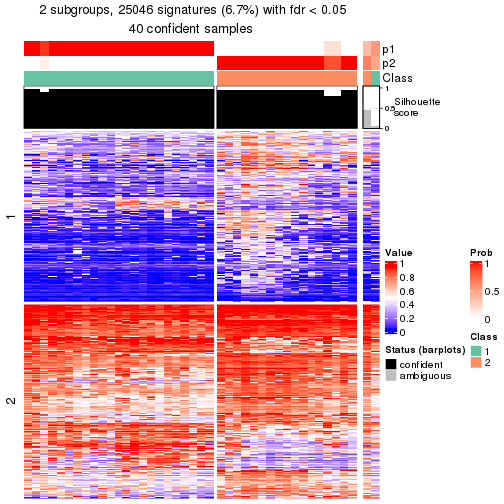 2 subgroups, 25046 signatures (6.7%) with fdr < 0.05
40 confident samples
p1
p2
Class
1
0.5
0
Silhouette
score
1
2
Value
1
0.8
0.6
0.4
0.2
0
Prob
1
0.5
0
Status (barplots)
confident
ambiguous
Class
1
2